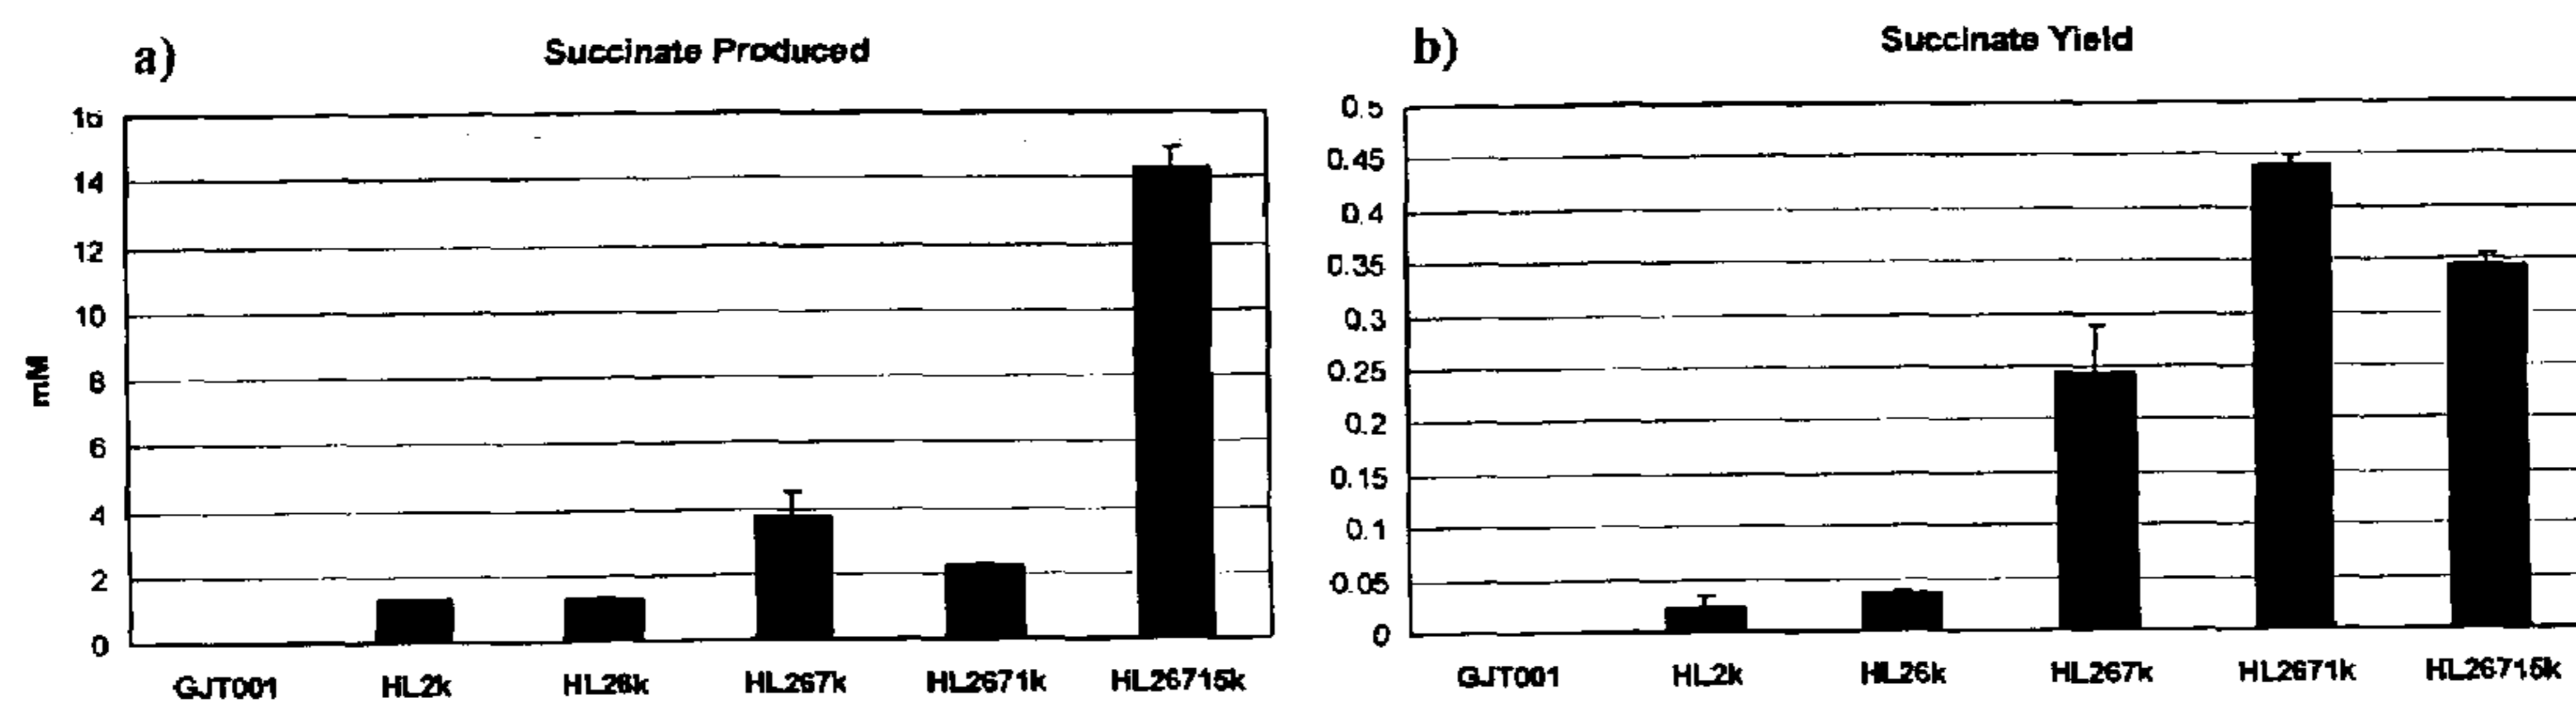 a)
Succinate Produced
16
14
12
10
8
6
4
2
0
mM
GJT001 HL2k HL26k HL267k HL2671k HL26715k
b)
Succinate Yield
0.5
0.45
0.4
0.35
0.3
0.25
0.2
0.15
0.1
0.05
0
GJT001 HL2k HL26k HL267k HL2671k HL26715k